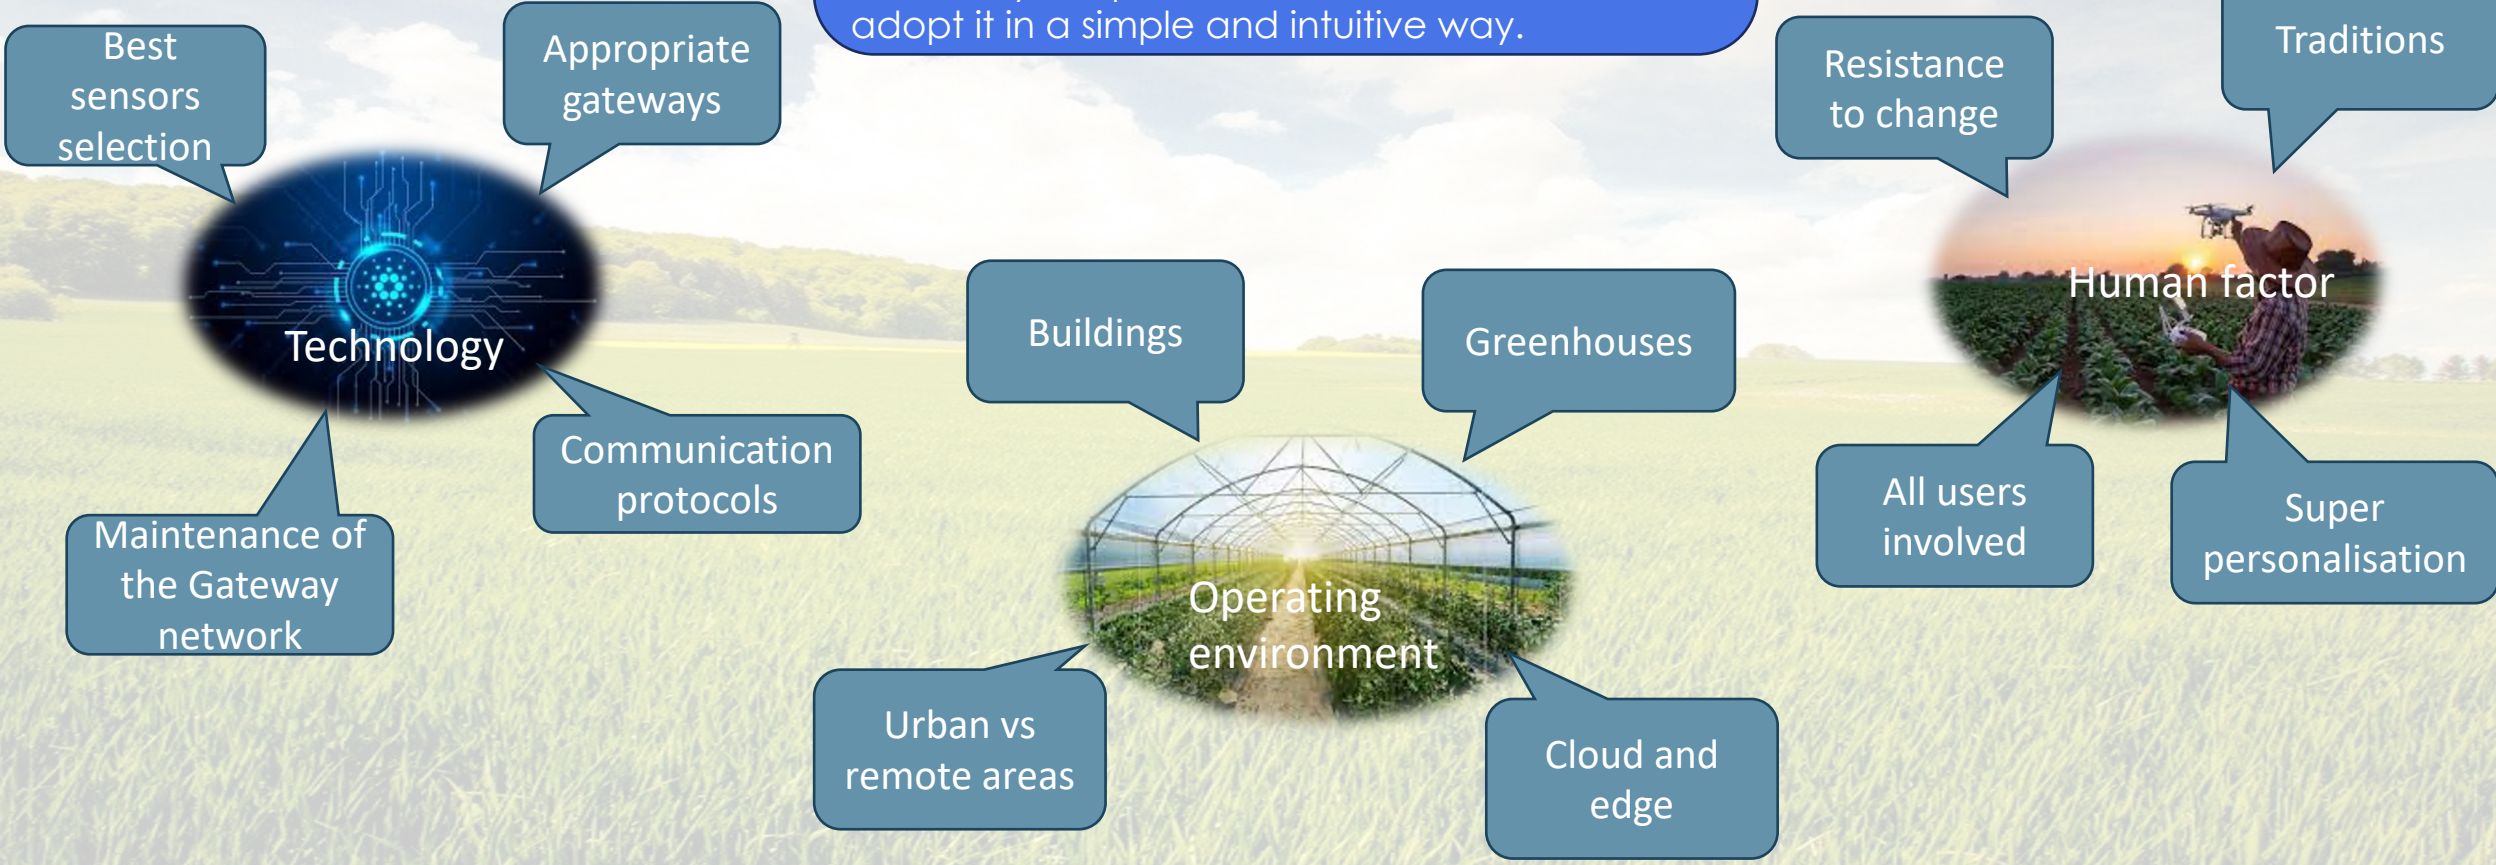 adopt it in a simple and intuitive way.
Best
sensors
selection
Appropriate
gateways
Technology
Communication
protocols
Maintenance of
the Gateway
network
Buildings
Greenhouses
Operating
environment
Urban vs
remote areas
Cloud and
edge
Resistance
to change
Traditions
Human factor
All users
involved
Super
personalisation